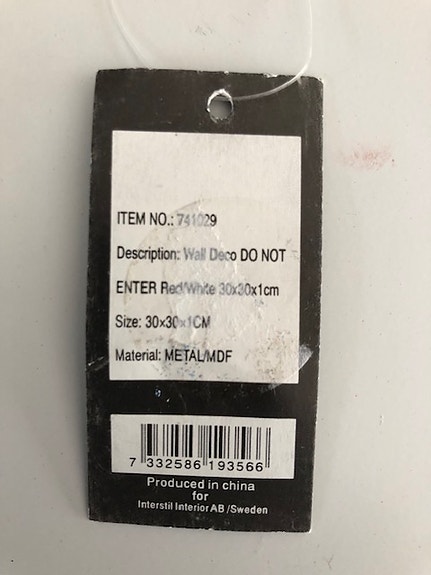 ITEM NO.: 741029
Description: Wall Deco DO NOT
ENTER Red/White 30x30x1cm
Size: 30x30x1CM
Material: METAL/MDF
7 332586 193566
Produced in china
for
Interstil Interior AB /Sweden